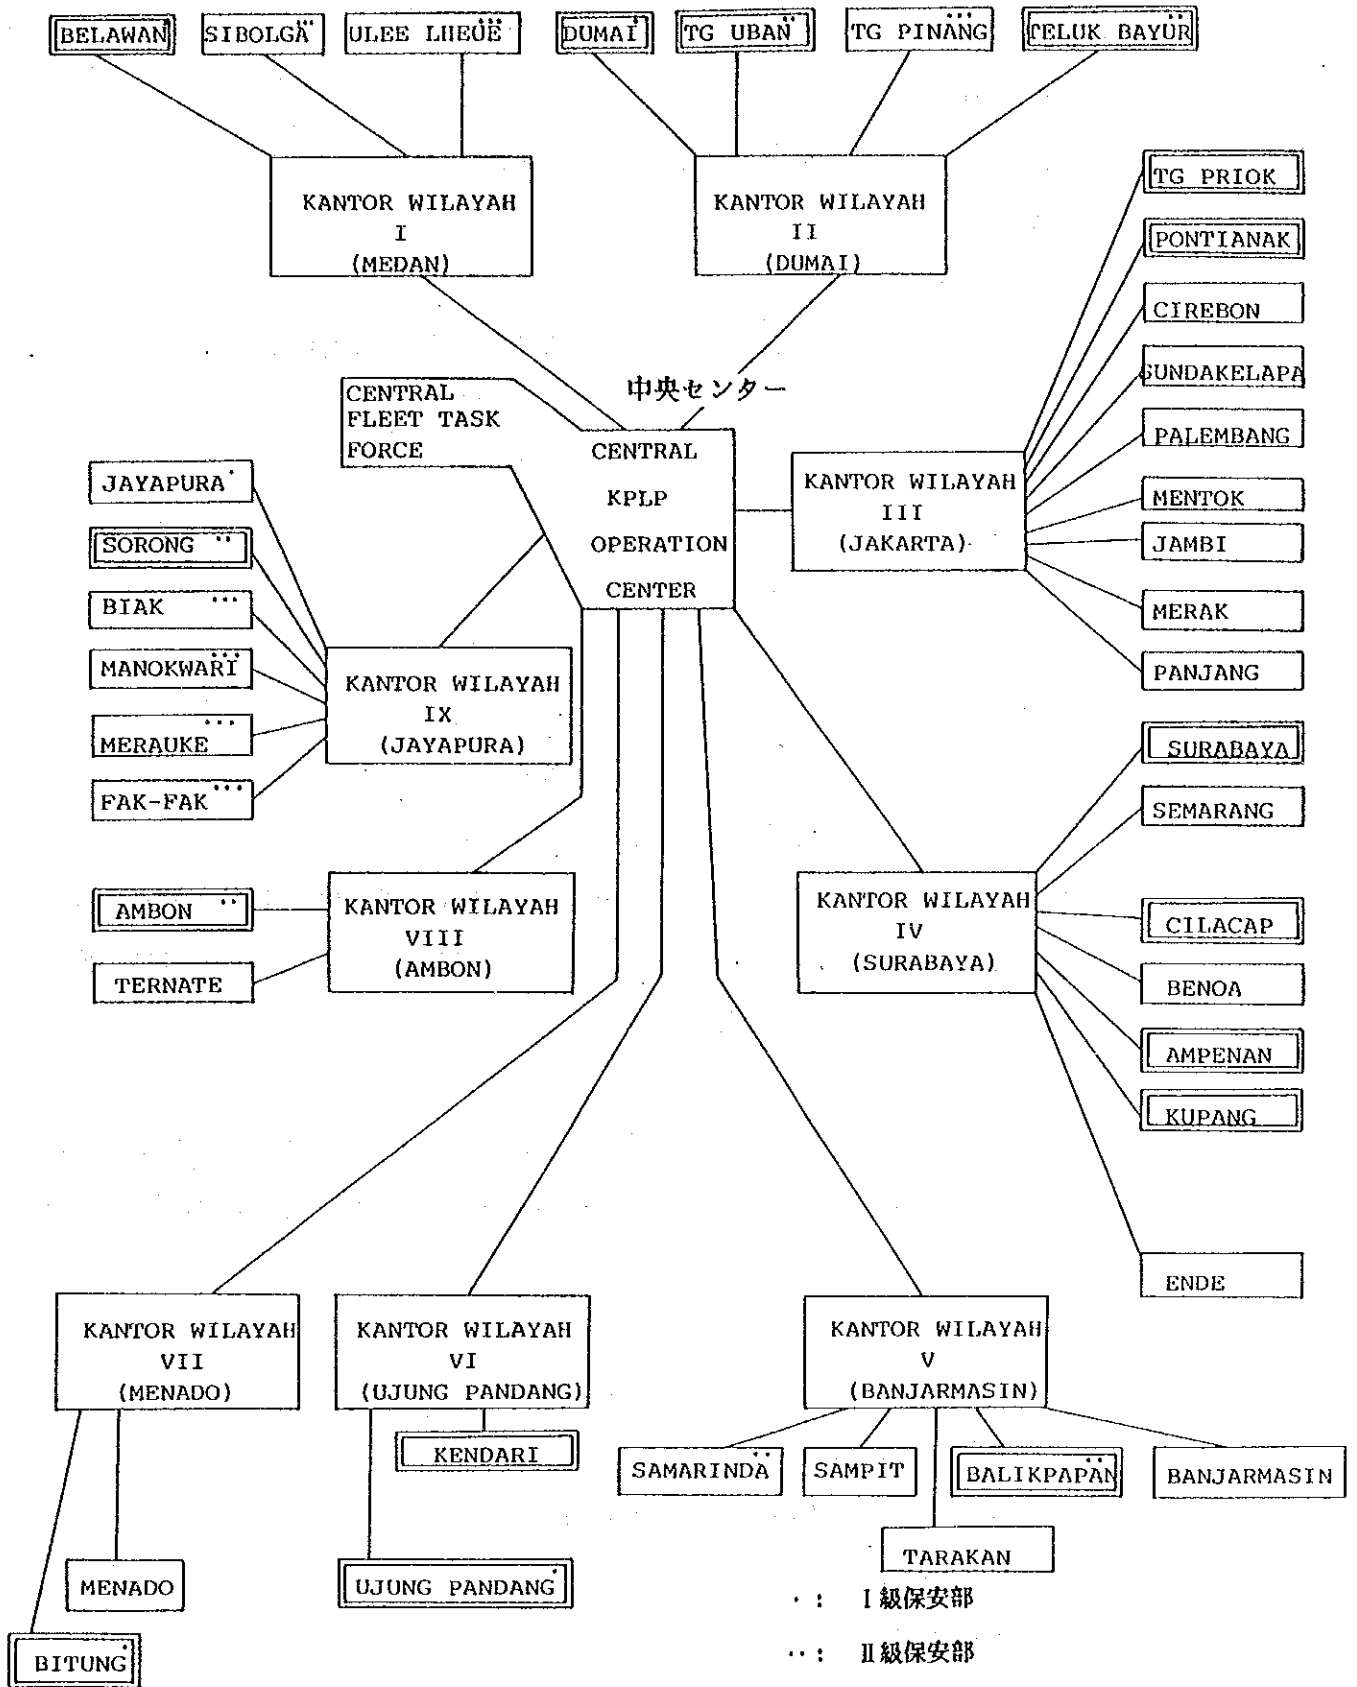 BELAWAN
SIBOLGA
ULEE LHEUE
DUMAI
TG UBAN
TG PINANG
TELUK BAYUR
KANTOR WILAYAH
I
(MEDAN)
KANTOR WILAYAH
II
(DUMAI)
TG PRIOK
PONTIANAK
CIREBON
SUNDAKELAPA
PALEMBANG
MENTOK
JAMBI
MERAK
PANJANG
中央センター
CENTRAL
FLEET TASK
FORCE
CENTRAL
KPLP
OPERATION
CENTER
KANTOR WILAYAH
III
(JAKARTA)
JAYAPURA
SORONG
BIAK
MANOKWARI
MERAUKE
FAK-FAK
KANTOR WILAYAH
IX
(JAYAPURA)
SURABAYA
SEMARANG
CILACAP
BENOA
AMPENAN
KUPANG
ENDE
AMBON
TERNATE
KANTOR WILAYAH
VIII
(AMBON)
KANTOR WILAYAH
IV
(SURABAYA)
KANTOR WILAYAH
VII
(MENADO)
KANTOR WILAYAH
VI
(UJUNG PANDANG)
KANTOR WILAYAH
V
(BANJARMASIN)
KENDARI
SAMARINDA
SAMPIT
BALIKPAPAN
BANJARMASIN
TARAKAN
MENADO
UJUNG PANDANG
BITUNG
· : I級保安部
·· : II級保安部